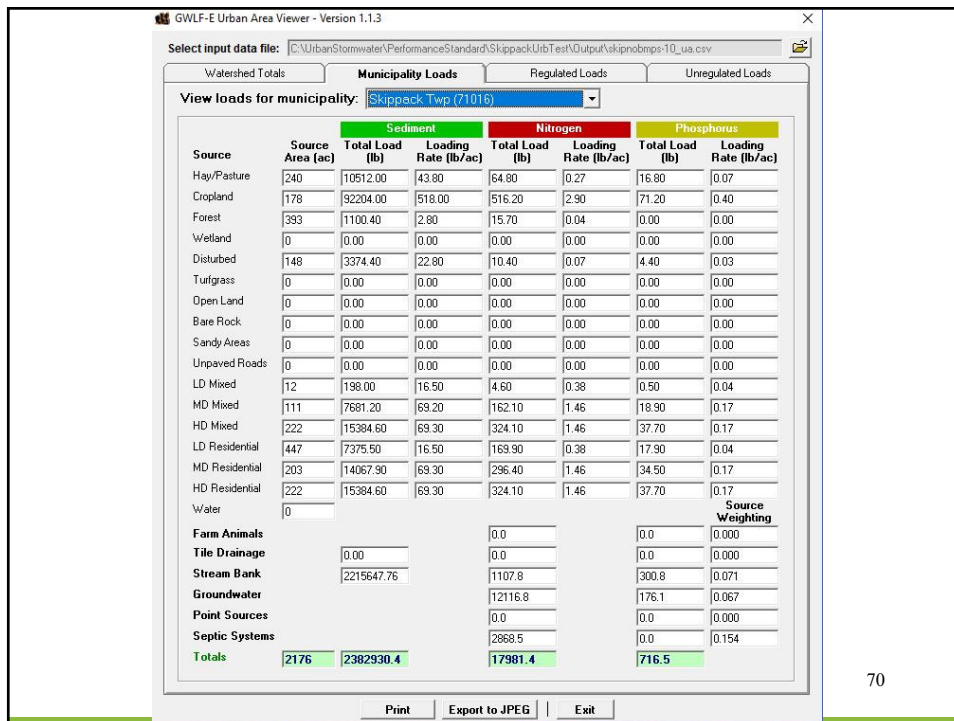 GWLF-E Urban Area Viewer - Version 1.1.3
Select input data file: C:\UrbanStormwater\PerformanceStandard\SkippackUrbTest\Output\skipnobmps-10_ua.csv
Watershed Totals Municipality Loads Regulated Loads Unregulated Loads
View loads for municipality: Skippack Twp (71016)
Sediment Nitrogen Phosphorus
Source Source Area (ac) Total Load (lb) Loading Rate (lb/ac) Total Load (lb) Loading Rate (lb/ac) Total Load (lb) Loading Rate (lb/ac)
Hay/Pasture 240 10512.00 43.80 64.80 0.27 16.80 0.07
Cropland 178 92204.00 518.00 516.20 2.90 71.20 0.40
Forest 393 1100.40 2.80 15.70 0.04 0.00 0.00
Wetland 0 0.00 0.00 0.00 0.00 0.00 0.00
Disturbed 148 3374.40 22.80 10.40 0.07 4.40 0.03
Turfgrass 0 0.00 0.00 0.00 0.00 0.00 0.00
Open Land 0 0.00 0.00 0.00 0.00 0.00 0.00
Bare Rock 0 0.00 0.00 0.00 0.00 0.00 0.00
Sandy Areas 0 0.00 0.00 0.00 0.00 0.00 0.00
Unpaved Roads 0 0.00 0.00 0.00 0.00 0.00 0.00
LD Mixed 12 198.00 16.50 4.60 0.38 0.50 0.04
MD Mixed 111 7681.20 69.20 162.10 1.46 18.90 0.17
HD Mixed 222 15384.60 69.30 324.10 1.46 37.70 0.17
LD Residential 447 7375.50 16.50 169.90 0.38 17.90 0.04
MD Residential 203 14067.90 69.30 296.40 1.46 34.50 0.17
HD Residential 222 15384.60 69.30 324.10 1.46 37.70 0.17
Water 0
Source Weighting
Farm Animals 0.0 0.0 0.000
Tile Drainage 0.00 0.0 0.0 0.000
Stream Bank 2215647.76 1107.8 300.8 0.071
Groundwater 12116.8 176.1 0.067
Point Sources 0.0 0.0 0.000
Septic Systems 2868.5 0.0 0.154
Totals 2176 2382930.4 17981.4 716.5
70
Print Export to JPEG | Exit